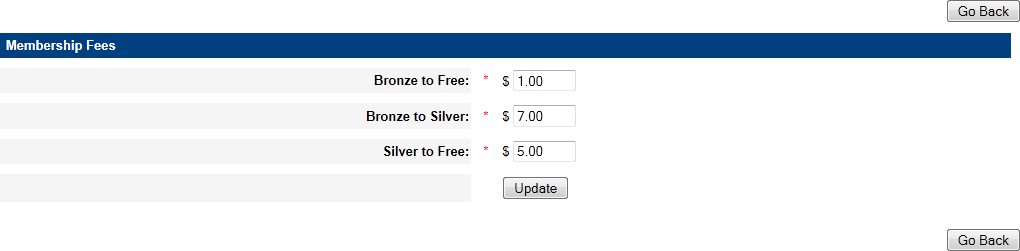 Go Back
Membership Fees
Bronze to Free: * $ 1.00
Bronze to Silver: * $ 7.00
Silver to Free: * $ 5.00
Update
Go Back